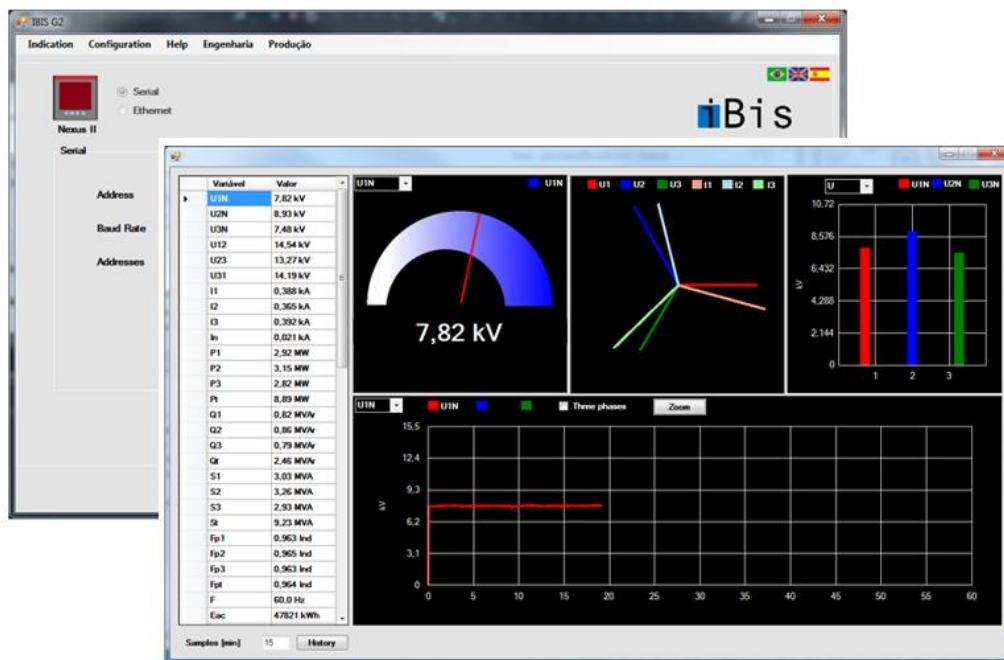 IBIS G2
Indication Configuration Help Engenharia Produção
Serial
Ethernet
iBis
Nexus II
Serial
Address
Baud Rate
Addresses
Variável Valor
U1N 7,82 kV
U2N 8,93 kV
U3N 7,48 kV
U12 14,54 kV
U23 13,27 kV
U31 14,19 kV
I1 0,388 kA
I2 0,365 kA
I3 0,392 kA
In 0,021 kA
P1 2,92 MW
P2 3,15 MW
P3 2,82 MW
Pt 8,89 MW
Q1 0,82 MVAr
Q2 0,86 MVAr
Q3 0,79 MVAr
Qt 2,46 MVAr
S1 3,03 MVA
S2 3,26 MVA
S3 2,93 MVA
St 9,23 MVA
Fp1 0,963 Ind
Fp2 0,965 Ind
Fp3 0,963 Ind
Fpt 0,964 Ind
F 60,0 Hz
Eac 47821 kWh
Samples [min] 15 History
U1N U1N
7,82 kV
U1 U2 U3 I1 I2 I3
U U1N U2N U3N
10,72
8,576
6,432
4,288
2,144
0
kV
1 2 3
U1N U1N Three phases Zoom
15,5
12,4
9,3
6,2
3,1
0
kV
0 5 10 15 20 25 30 35 40 45 50 55 60